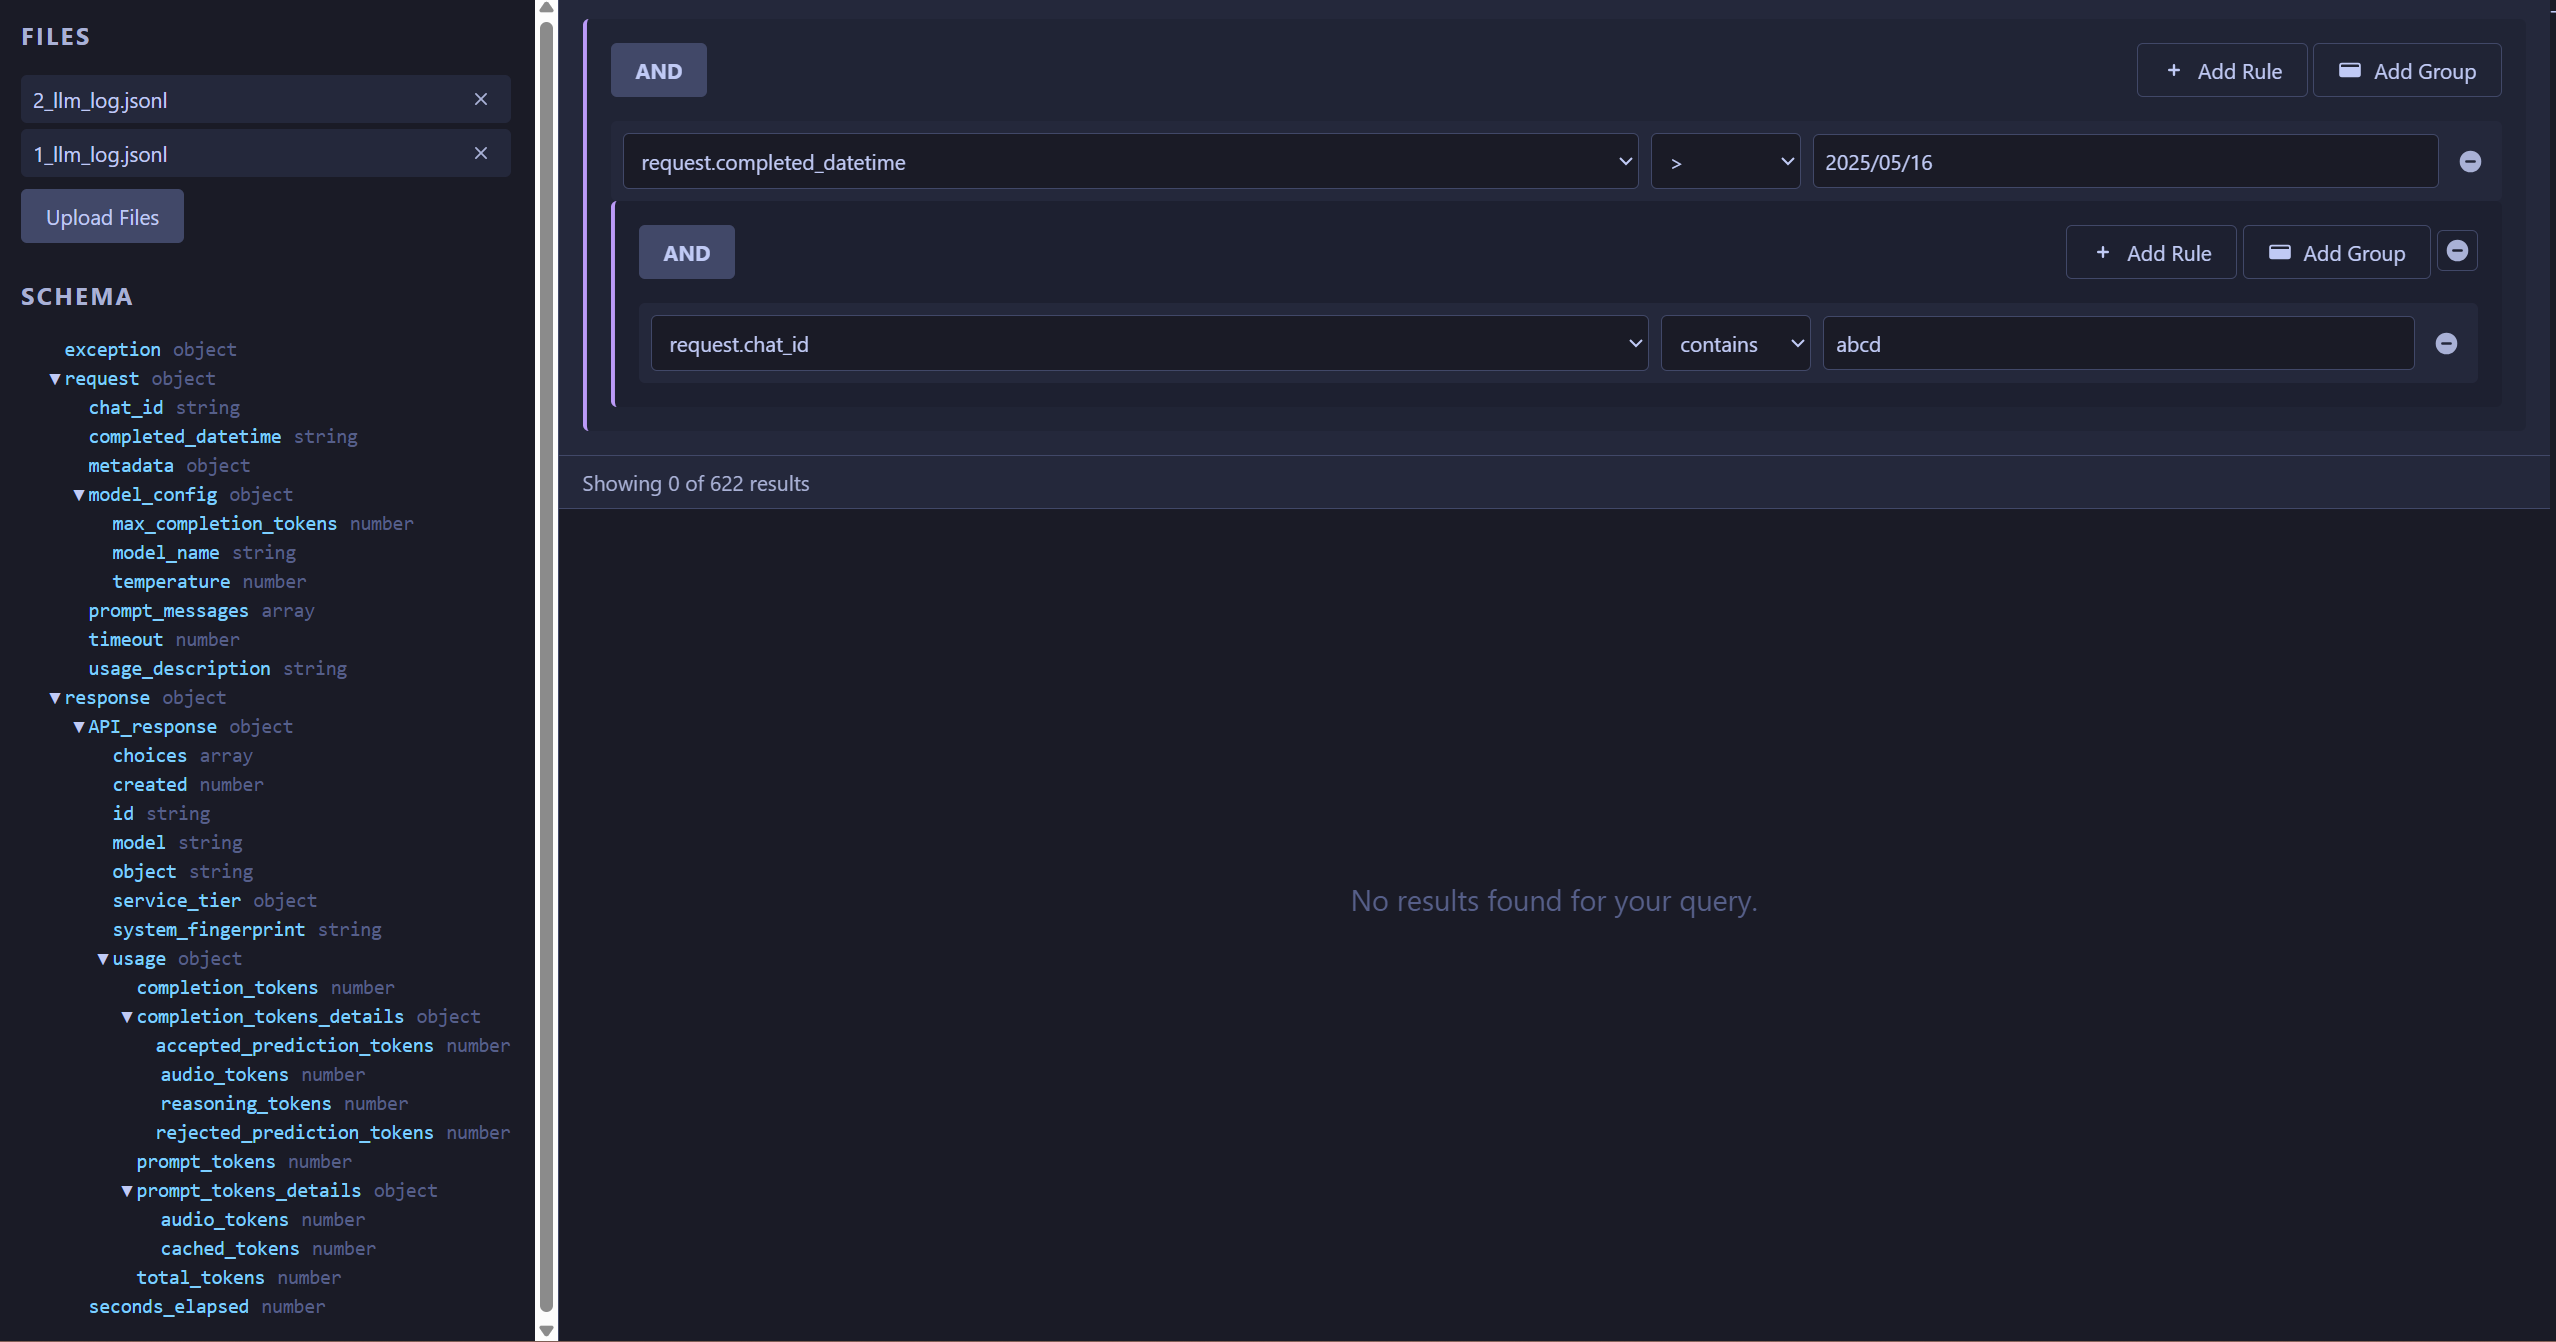 FILES
2_llm_log.jsonl
1_llm_log.jsonl
Upload Files
SCHEMA
exception object
request object
chat_id string
completed_datetime string
metadata object
model_config object
max_completion_tokens number
model_name string
temperature number
prompt_messages array
timeout number
usage_description string
response object
API_response object
choices array
created number
id string
model string
object string
service_tier object
system_fingerprint string
usage object
completion_tokens number
completion_tokens_details object
accepted_prediction_tokens number
audio_tokens number
reasoning_tokens number
rejected_prediction_tokens number
prompt_tokens number
prompt_tokens_details object
audio_tokens number
cached_tokens number
total_tokens number
seconds_elapsed number
AND + Add Rule Add Group
request.completed_datetime > 2025/05/16
AND + Add Rule Add Group
request.chat_id contains abcd
Showing 0 of 622 results
No results found for your query.